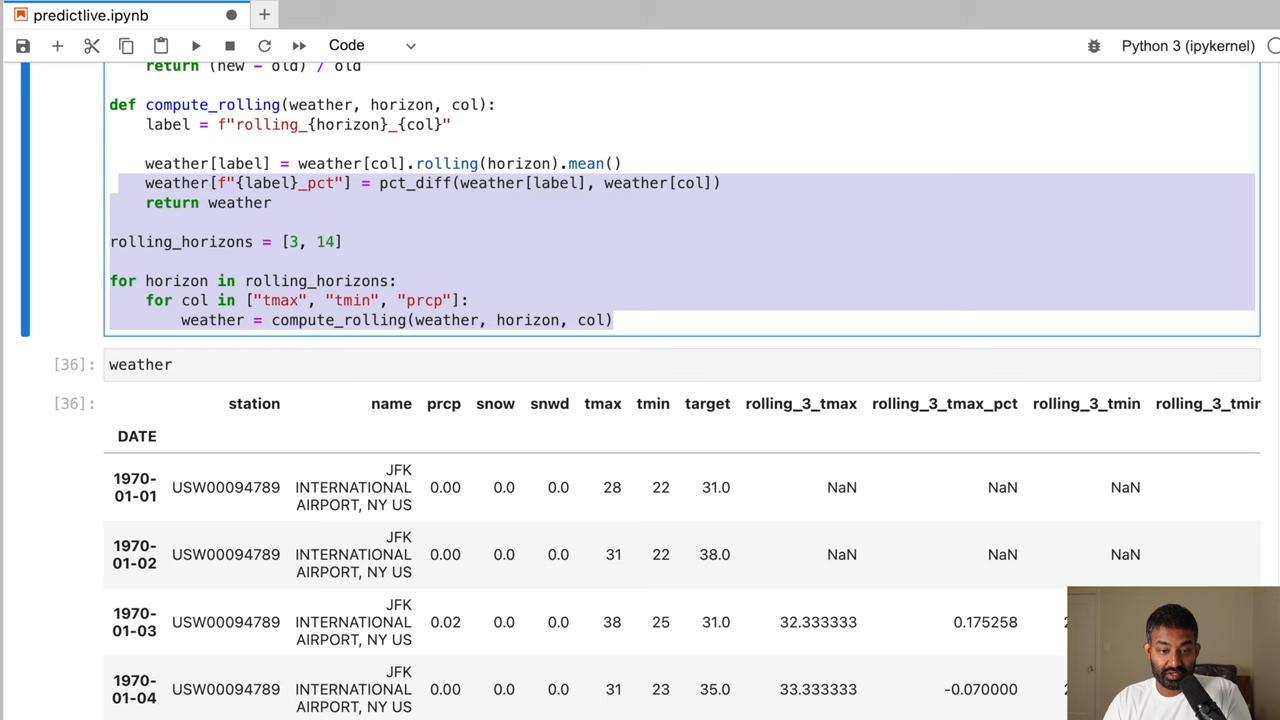 predictlive.ipynb
Code
Python 3 (ipykernel)
return (new - old) / old
def compute_rolling(weather, horizon, col):
label = f"rolling_{horizon}_{col}"
weather[label] = weather[col].rolling(horizon).mean()
weather[f"{label}_pct"] = pct_diff(weather[label], weather[col])
return weather
rolling_horizons = [3, 14]
for horizon in rolling_horizons:
for col in ["tmax", "tmin", "prcp"]:
weather = compute_rolling(weather, horizon, col)
[36]: weather
[36]: station name prcp snow snwd tmax tmin target rolling_3_tmax rolling_3_tmax_pct rolling_3_tmin
DATE
1970-
01-01
USW00094789
JFK
INTERNATIONAL
AIRPORT, NY US
0.00 0.0 0.0 28 22 31.0 NaN NaN NaN
1970-
01-02
USW00094789
JFK
INTERNATIONAL
AIRPORT, NY US
0.00 0.0 0.0 31 22 38.0 NaN NaN NaN
1970-
01-03
USW00094789
JFK
INTERNATIONAL
AIRPORT, NY US
0.02 0.0 0.0 38 25 31.0 32.333333 0.175258
1970-
01-04
USW00094789
JFK
INTERNATIONAL
AIRPORT, NY US
0.00 0.0 0.0 31 23 35.0 33.333333 -0.070000